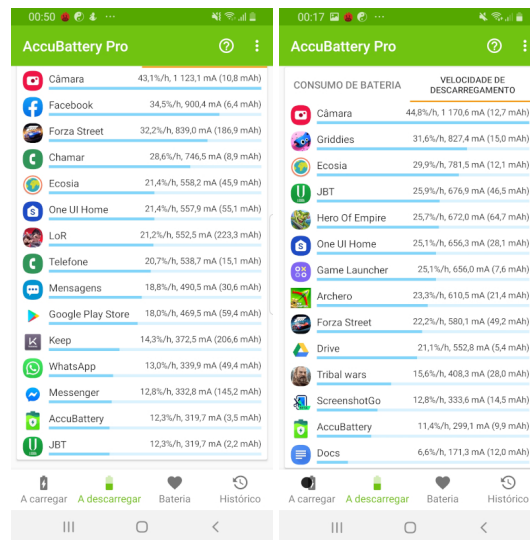 00:50
AccuBattery Pro
Câmara 43,1%/h, 1 123,1 mA (10,8 mAh)
Facebook 34,5%/h, 900,4 mA (6,4 mAh)
Forza Street 32,2%/h, 839,0 mA (186,9 mAh)
Chamar 28,6%/h, 746,5 mA (8,9 mAh)
Ecosia 21,4%/h, 558,2 mA (45,9 mAh)
One UI Home 21,4%/h, 557,9 mA (55,1 mAh)
LoR 21,2%/h, 552,5 mA (223,3 mAh)
Telefone 20,7%/h, 538,7 mA (15,1 mAh)
Mensagens 18,8%/h, 490,5 mA (30,6 mAh)
Google Play Store 18,0%/h, 469,5 mA (59,4 mAh)
Keep 14,3%/h, 372,5 mA (206,6 mAh)
WhatsApp 13,0%/h, 339,9 mA (49,4 mAh)
Messenger 12,8%/h, 332,8 mA (145,2 mAh)
AccuBattery 12,3%/h, 319,7 mA (3,5 mAh)
JBT 12,3%/h, 319,7 mA (2,2 mAh)
A carregar A descarregar Bateria Histórico
00:17
AccuBattery Pro
CONSUMO DE BATERIA
VELOCIDADE DE
DESCARREGAMENTO
Câmara 44,8%/h, 1 170,6 mA (12,7 mAh)
Griddies 31,6%/h, 827,4 mA (15,0 mAh)
Ecosia 29,9%/h, 781,5 mA (12,1 mAh)
JBT 25,9%/h, 676,9 mA (46,5 mAh)
Hero Of Empire 25,7%/h, 672,0 mA (64,7 mAh)
One UI Home 25,1%/h, 656,3 mA (28,1 mAh)
Game Launcher 25,1%/h, 656,0 mA (7,6 mAh)
Archero 23,3%/h, 610,5 mA (21,4 mAh)
Forza Street 22,2%/h, 580,1 mA (49,2 mAh)
Drive 21,1%/h, 552,8 mA (5,4 mAh)
Tribal wars 15,6%/h, 408,3 mA (28,0 mAh)
ScreenshotGo 12,8%/h, 333,6 mA (14,5 mAh)
AccuBattery 11,4%/h, 299,1 mA (9,9 mAh)
Docs 6,6%/h, 171,3 mA (12,0 mAh)
A carregar A descarregar Bateria Histórico